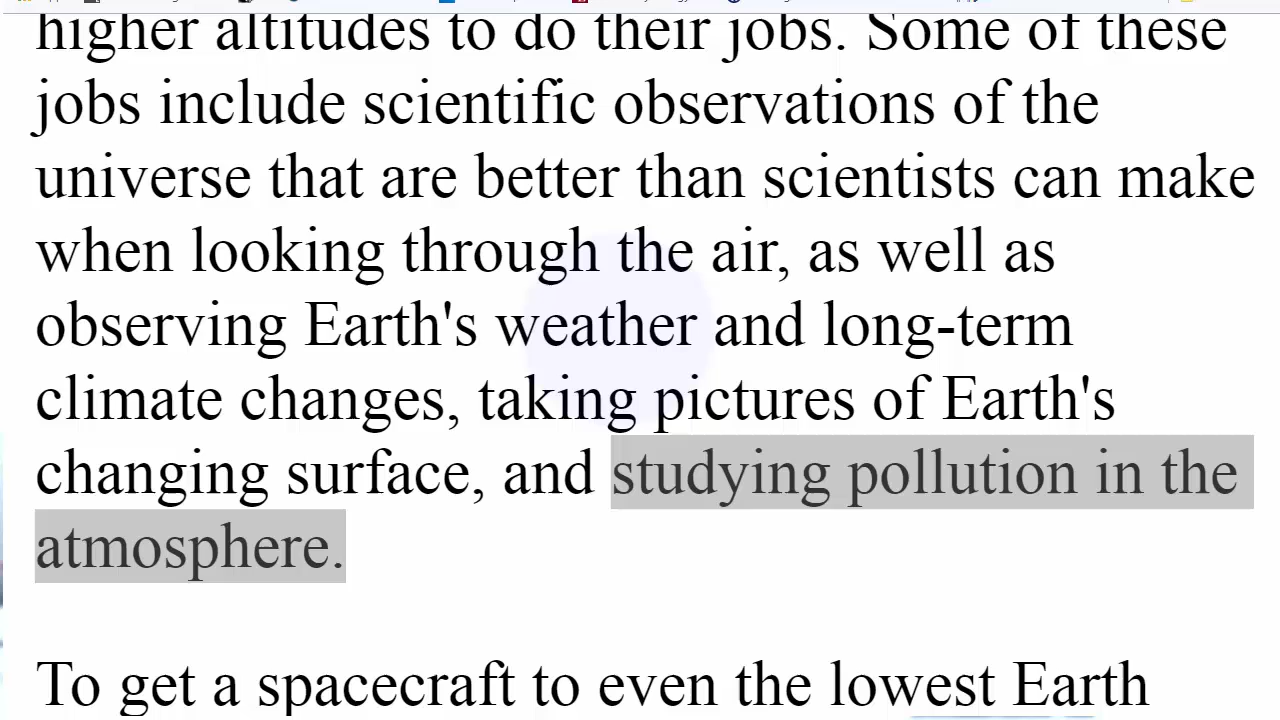 higher altitudes to do their jobs. Some of these
jobs include scientific observations of the
universe that are better than scientists can make
when looking through the air, as well as
observing Earth's weather and long-term
climate changes, taking pictures of Earth's
changing surface, and studying pollution in the
atmosphere.
To get a spacecraft to even the lowest Earth